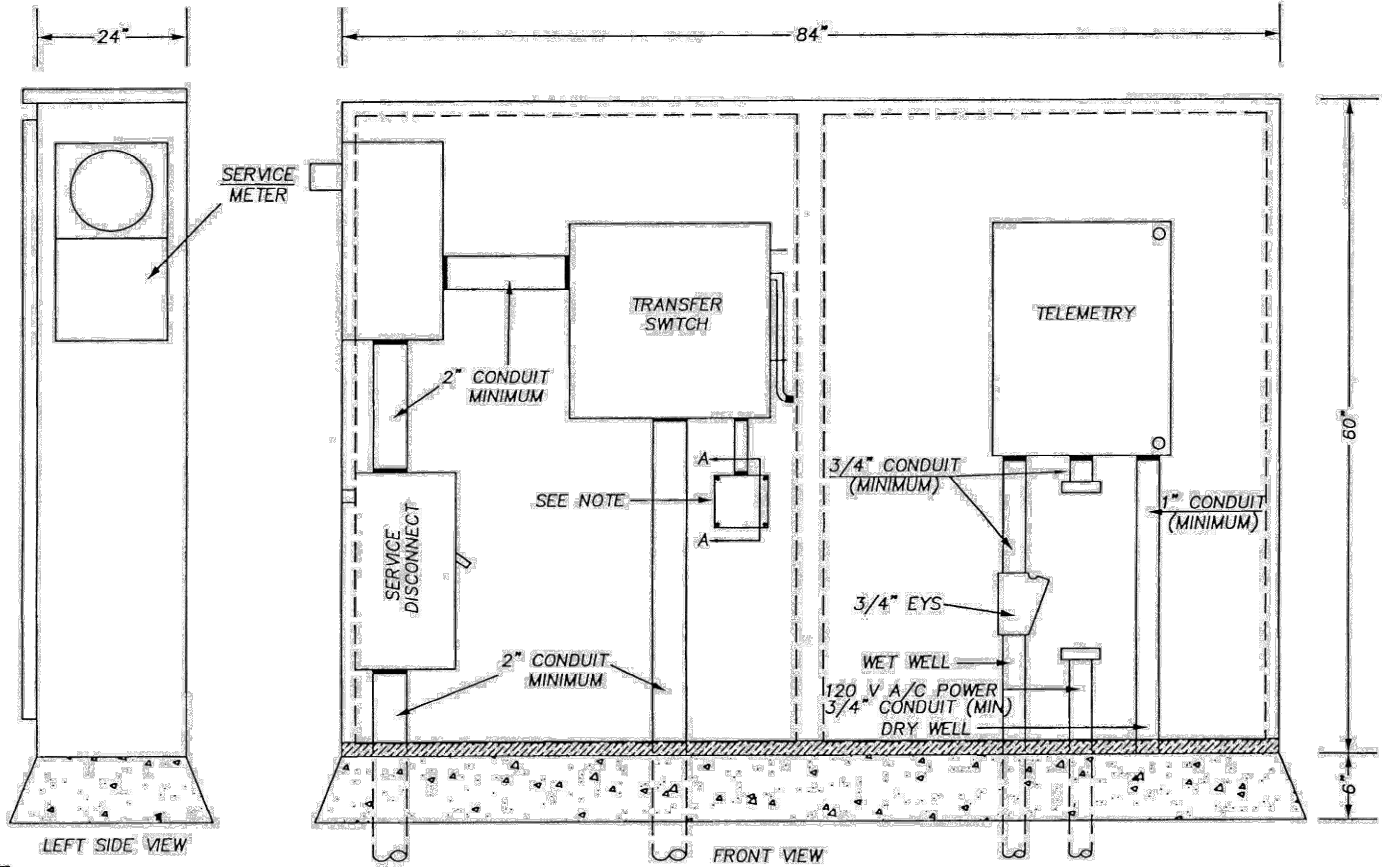 24"
84"
SERVICE
METER
TRANSFER
SWITCH
TELEMETRY
2" CONDUIT
MINIMUM
60"
A
3/4" CONDUIT
(MINIMUM)
1" CONDUIT
(MINIMUM)
SEE NOTE
A
SERVICE
DISCONNECT
3/4" EYS
2" CONDUIT
MINIMUM
WET WELL
120 V A/C POWER
3/4" CONDUIT (MIN)
DRY WELL
6"
LEFT SIDE VIEW
FRONT VIEW